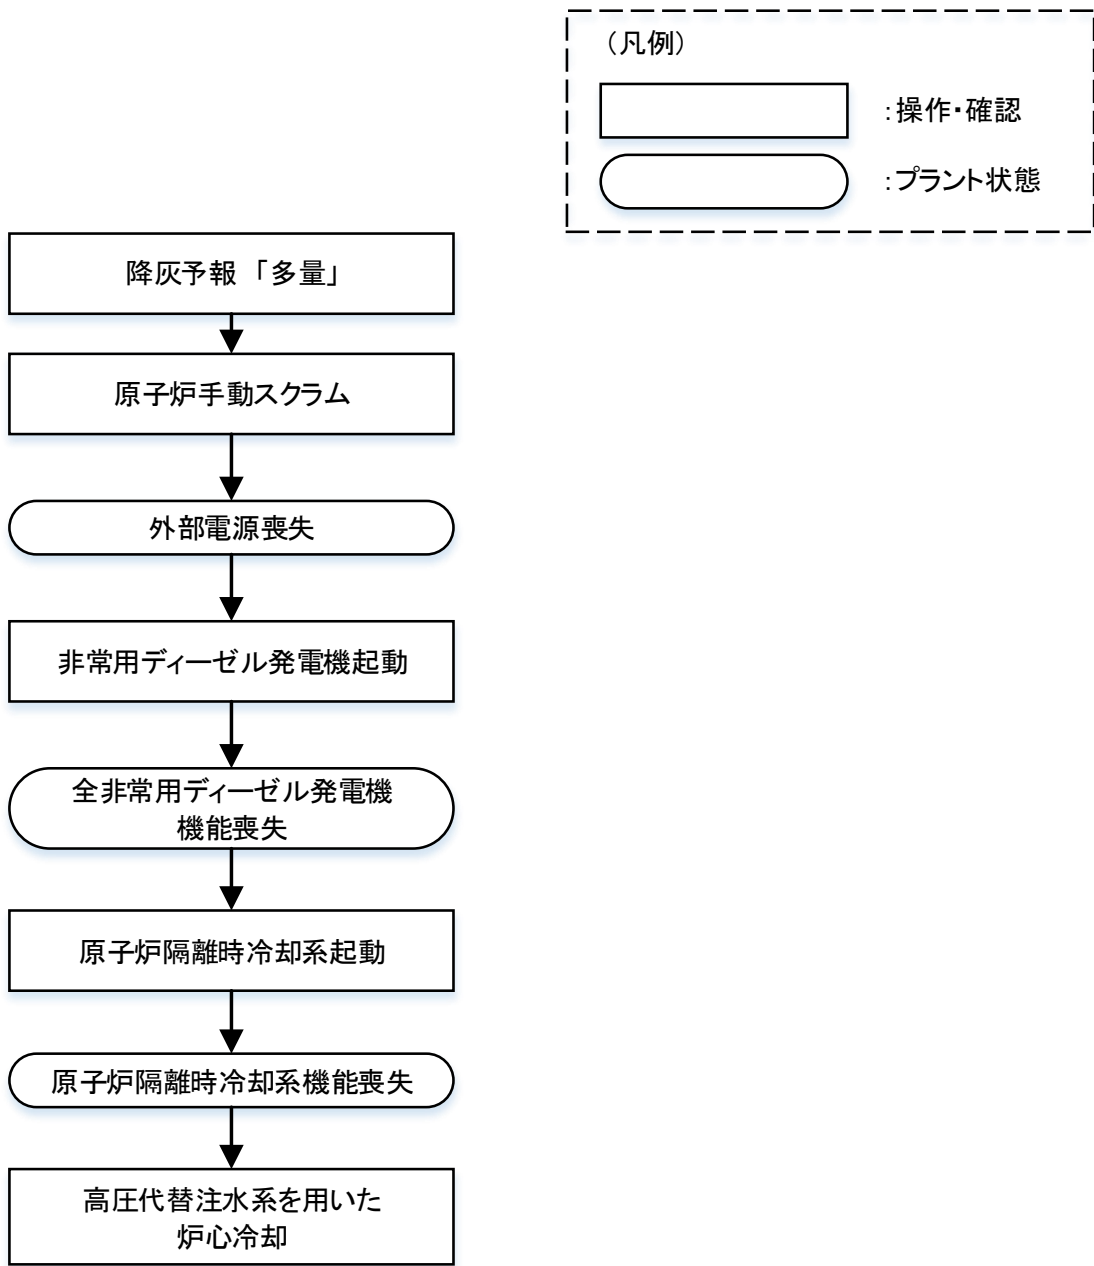 （凡例）
：操作・確認
：プラント状態
降灰予報 「多量」
原子炉手動スクラム
外部電源喪失
非常用ディーゼル発電機起動
全非常用ディーゼル発電機
機能喪失
原子炉隔離時冷却系起動
原子炉隔離時冷却系機能喪失
高圧代替注水系を用いた
炉心冷却